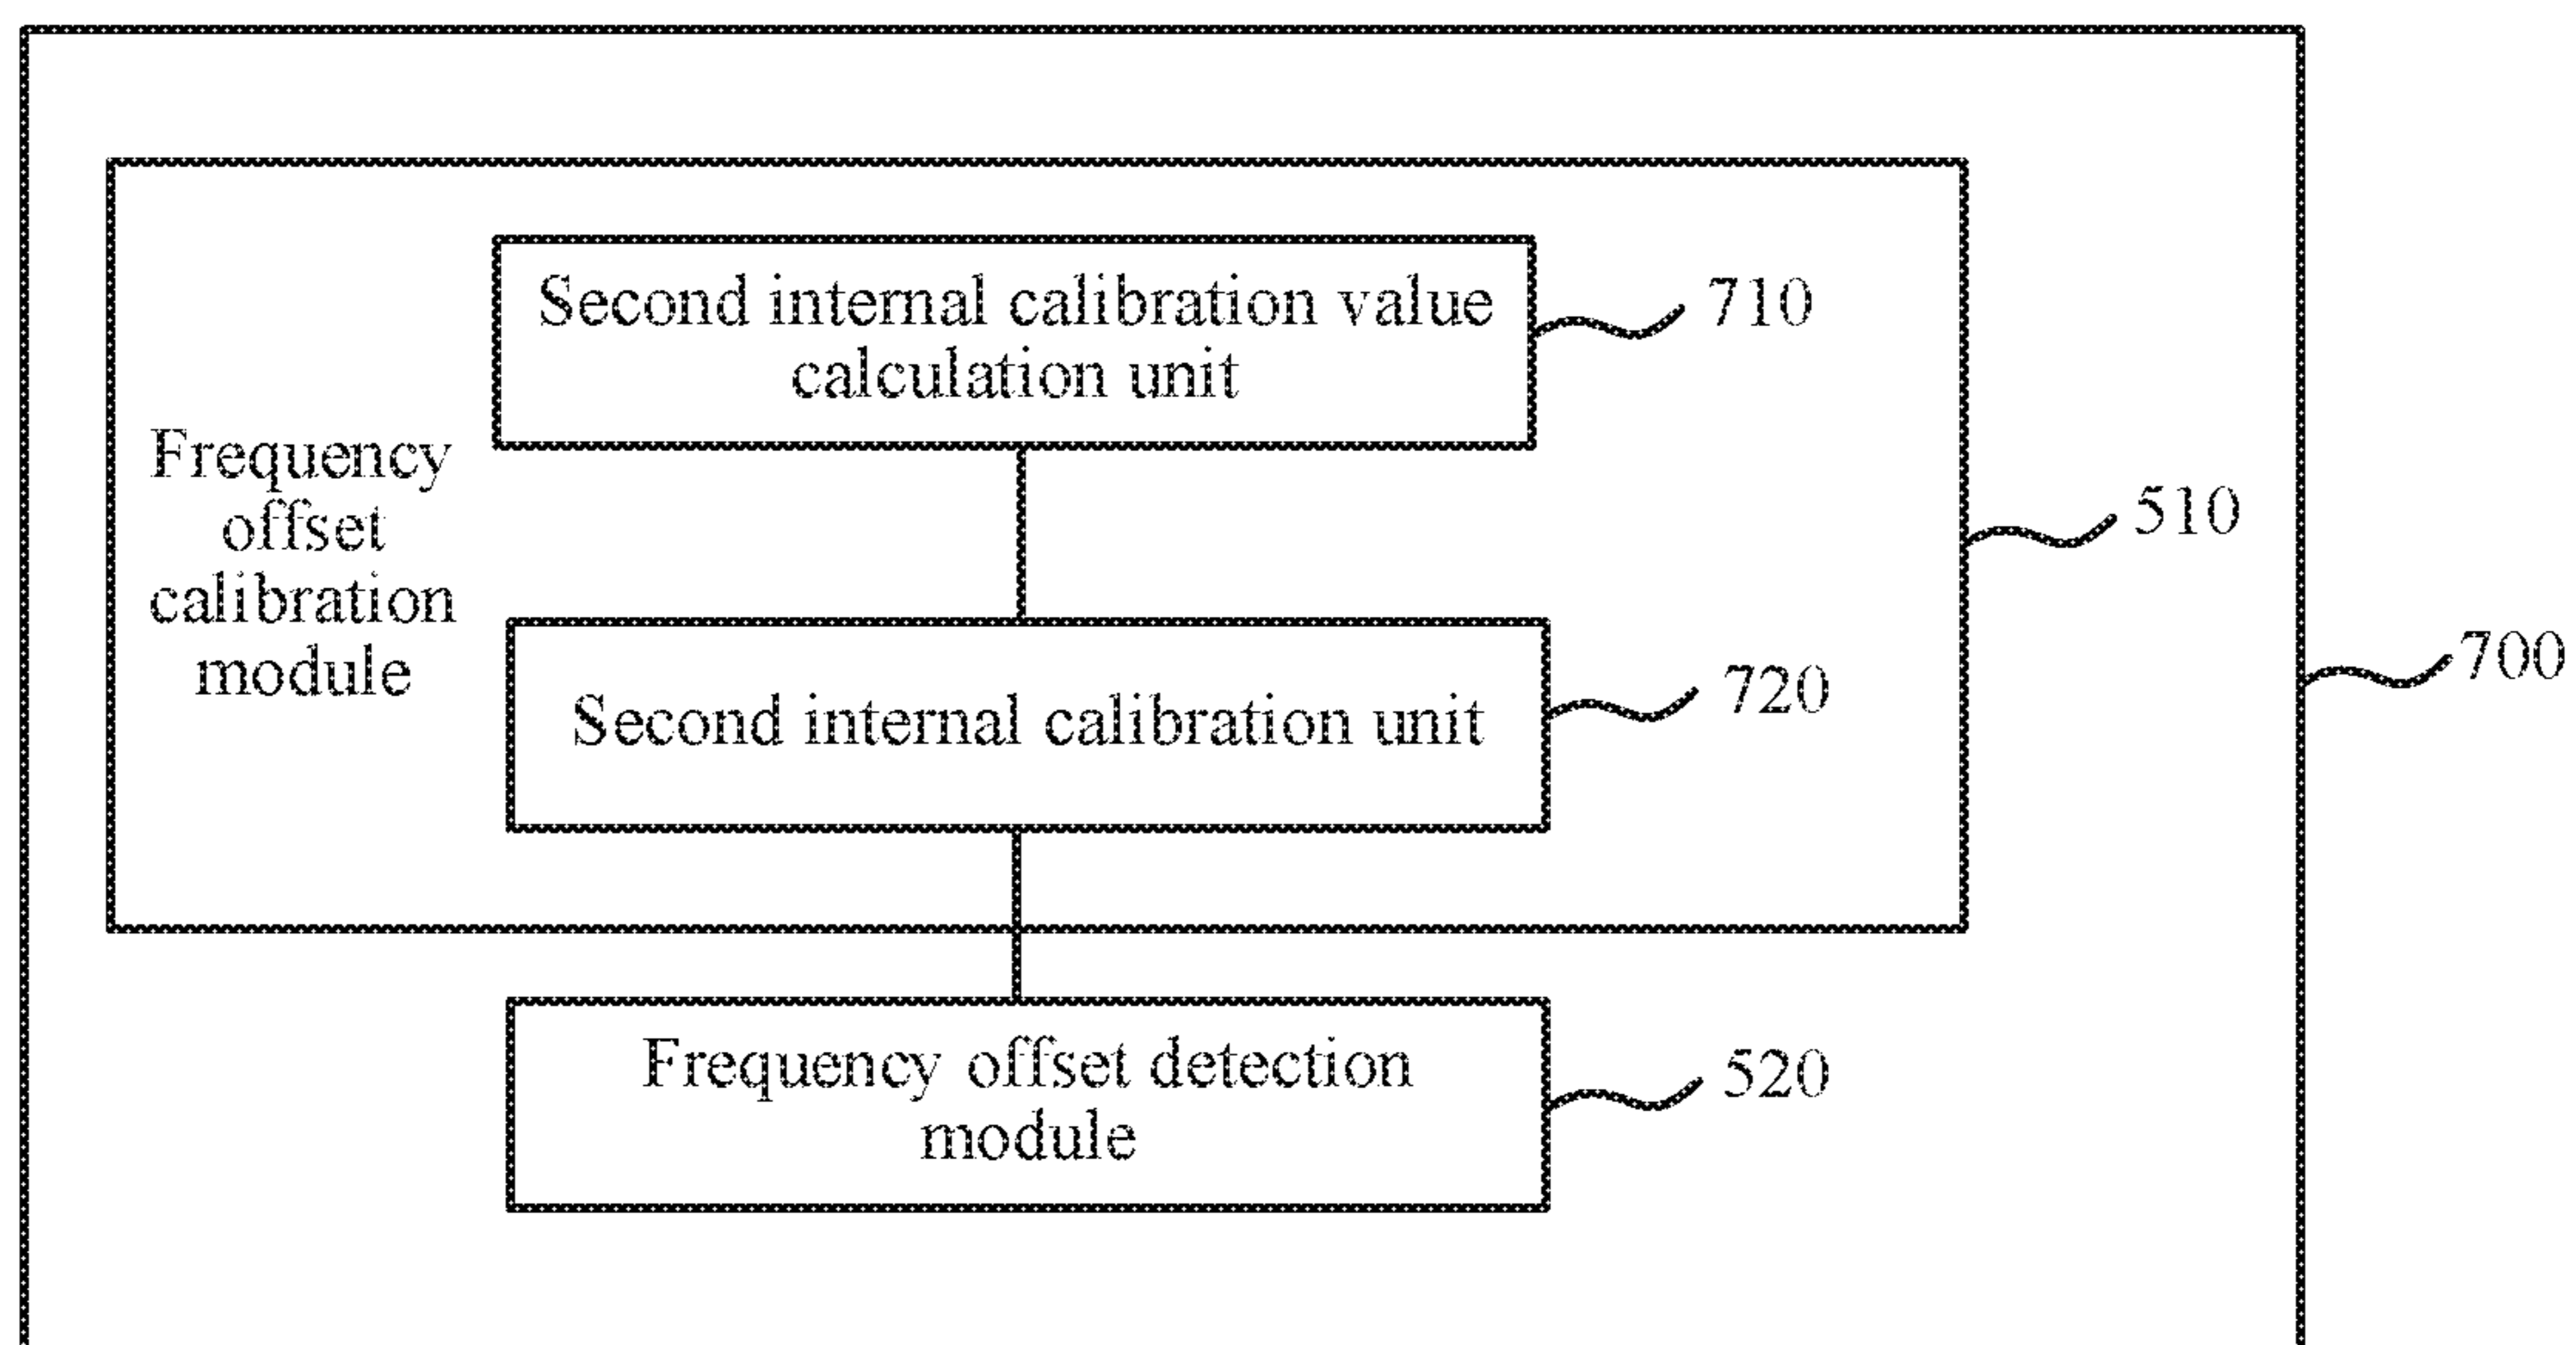 Second internal calibration value
calculation unit
710
Frequency
offset
calibration
module
510
Second internal calibration unit
720
700
Frequency offset detection
module
520